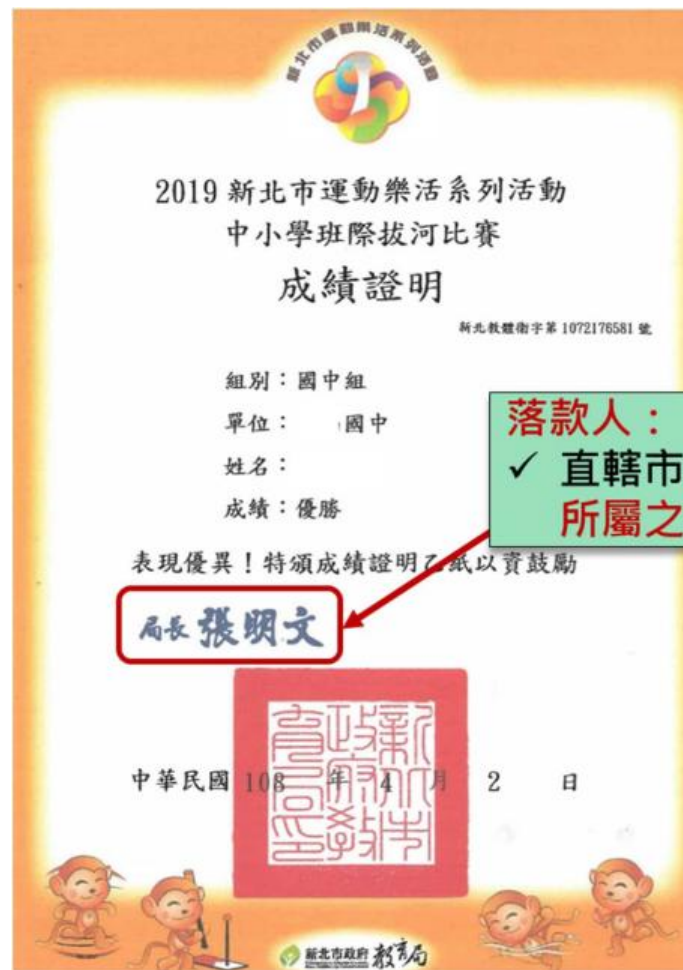 新北市運動樂活系列活動
2019 新北市運動樂活系列活動
中小學班際拔河比賽
成績證明
新北教體衛字第 1072176581 號
組別：國中組
單位： 國中
姓名：
成績：優勝
落款人：
✓ 直轄市
所屬之
表現優異！特頒成績證明乙紙以資鼓勵
局長 張明文
新北市政府教育局印
中華民國 108 年 4 月 2 日
新北市政府 教育局